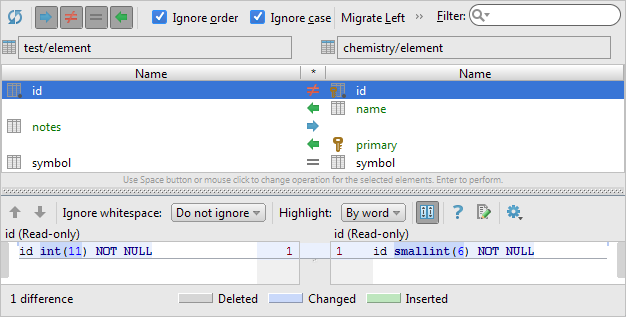 Ignore order Ignore case Migrate Left >> Filter:
test/element chemistry/element
Name * Name
id ≠ id
name
notes
primary
symbol = symbol
Use Space button or mouse click to change operation for the selected elements. Enter to perform.
Ignore whitespace: Do not ignore Highlight: By word ?
id (Read-only) id (Read-only)
id int(11) NOT NULL 1 1 id smallint(6) NOT NULL
1 difference Deleted Changed Inserted